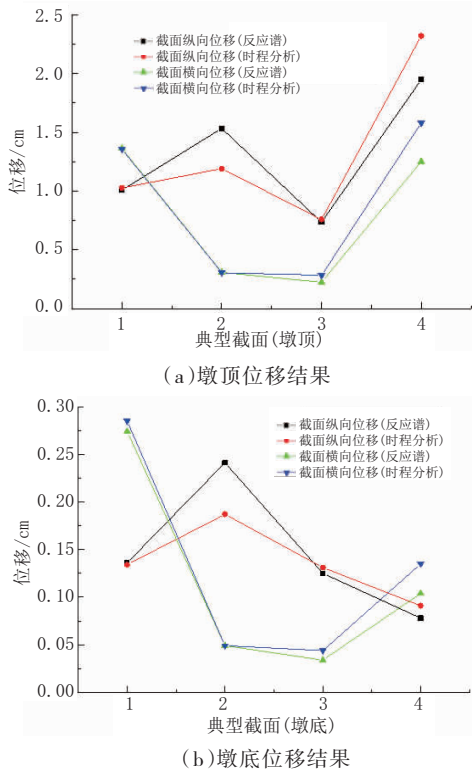 2.5
2.0
1.5
1.0
0.5
0.0
位移/cm
截面纵向位移(反应谱)
截面纵向位移(时程分析)
截面横向位移(反应谱)
截面横向位移(时程分析)
1 2 3 4
典型截面(墩顶)
(a)墩顶位移结果
0.30
0.25
0.20
0.15
0.10
0.05
0.00
位移/cm
截面纵向位移(反应谱)
截面纵向位移(时程分析)
截面横向位移(反应谱)
截面横向位移(时程分析)
1 2 3 4
典型截面(墩底)
(b)墩底位移结果